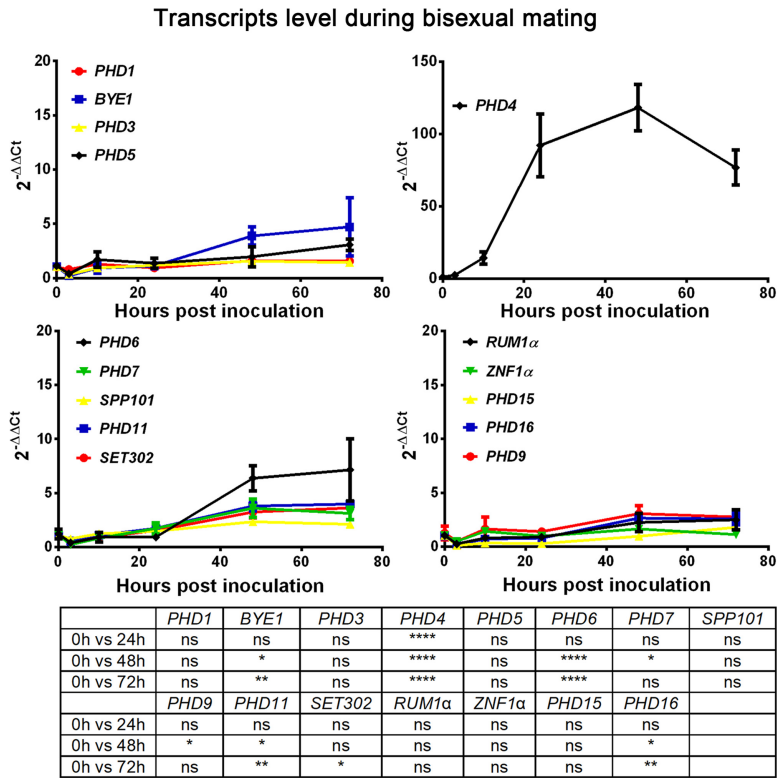 Transcripts level during bisexual mating
20
15
10
5
0
2-ΔΔCt
PHD1
BYE1
PHD3
PHD5
0 20 40 60 80
Hours post inoculation
150
100
50
0
2-ΔΔCt
PHD4
0 20 40 60 80
Hours post inoculation
20
15
10
5
0
2-ΔΔCt
PHD6
PHD7
SPP101
PHD11
SET302
0 20 40 60 80
Hours post inoculation
20
15
10
5
0
2-ΔΔCt
RUM1α
ZNF1α
PHD15
PHD16
PHD9
0 20 40 60 80
Hours post inoculation
PHD1 BYE1 PHD3 PHD4 PHD5 PHD6 PHD7 SPP101
0h vs 24h ns ns ns **** ns ns ns ns
0h vs 48h ns * ns **** ns **** * ns
0h vs 72h ns ** ns **** ns **** ns ns
PHD9 PHD11 SET302 RUM1α ZNF1α PHD15 PHD16
0h vs 24h ns ns ns ns ns ns ns
0h vs 48h * * ns ns ns ns *
0h vs 72h ns ** * ns ns ns **